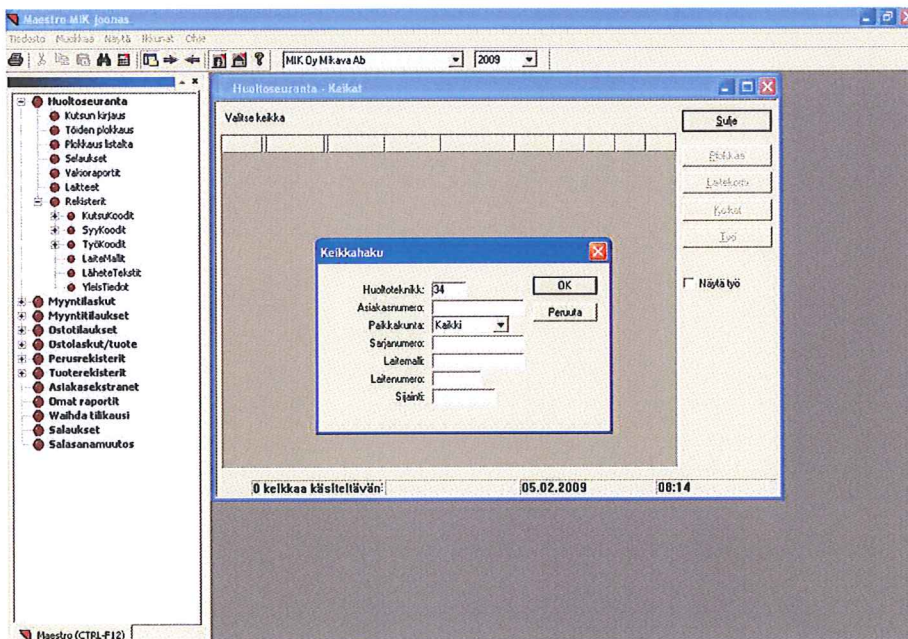 Maestro MIK joonas
Tiedosto Muokkaa Näytä Ikkunat Ohje
MIK Oy Mikava Ab 2009
Huoltoseuranta
Kutsun kirjaus
Töiden plokkaus
Plokkaus listalta
Selaukset
Vakioraportit
Laitteet
Rekisterit
KutsuKoodit
SyyKoodit
TyöKoodit
LaiteMallit
LäheteTekstit
YleisTiedot
Myyntilaskut
Myyntitilaukset
Ostotilaukset
Ostolaskut/tuote
Perusrekisterit
Tuoterekisterit
Asiakasekstranet
Omat raportit
Waihda tilikausi
Salaukset
Salasanamuutos
Maestro (CTRL-F12)
Huoltoseuranta - Keikat
Valitse keikka
Sulje
Plokkaa
Laitekorti
Keikat
Työ
Näytä työ
Keikkahaku
Huoltoteknikk: 34
Asiakasnumero:
Paikkakunta: Kaikki
Sarjanumero:
Laitemalli:
Laitenumero:
Sijainti:
OK
Peruuta
0 keikkaa käsiteltävän: 05.02.2009 08:14